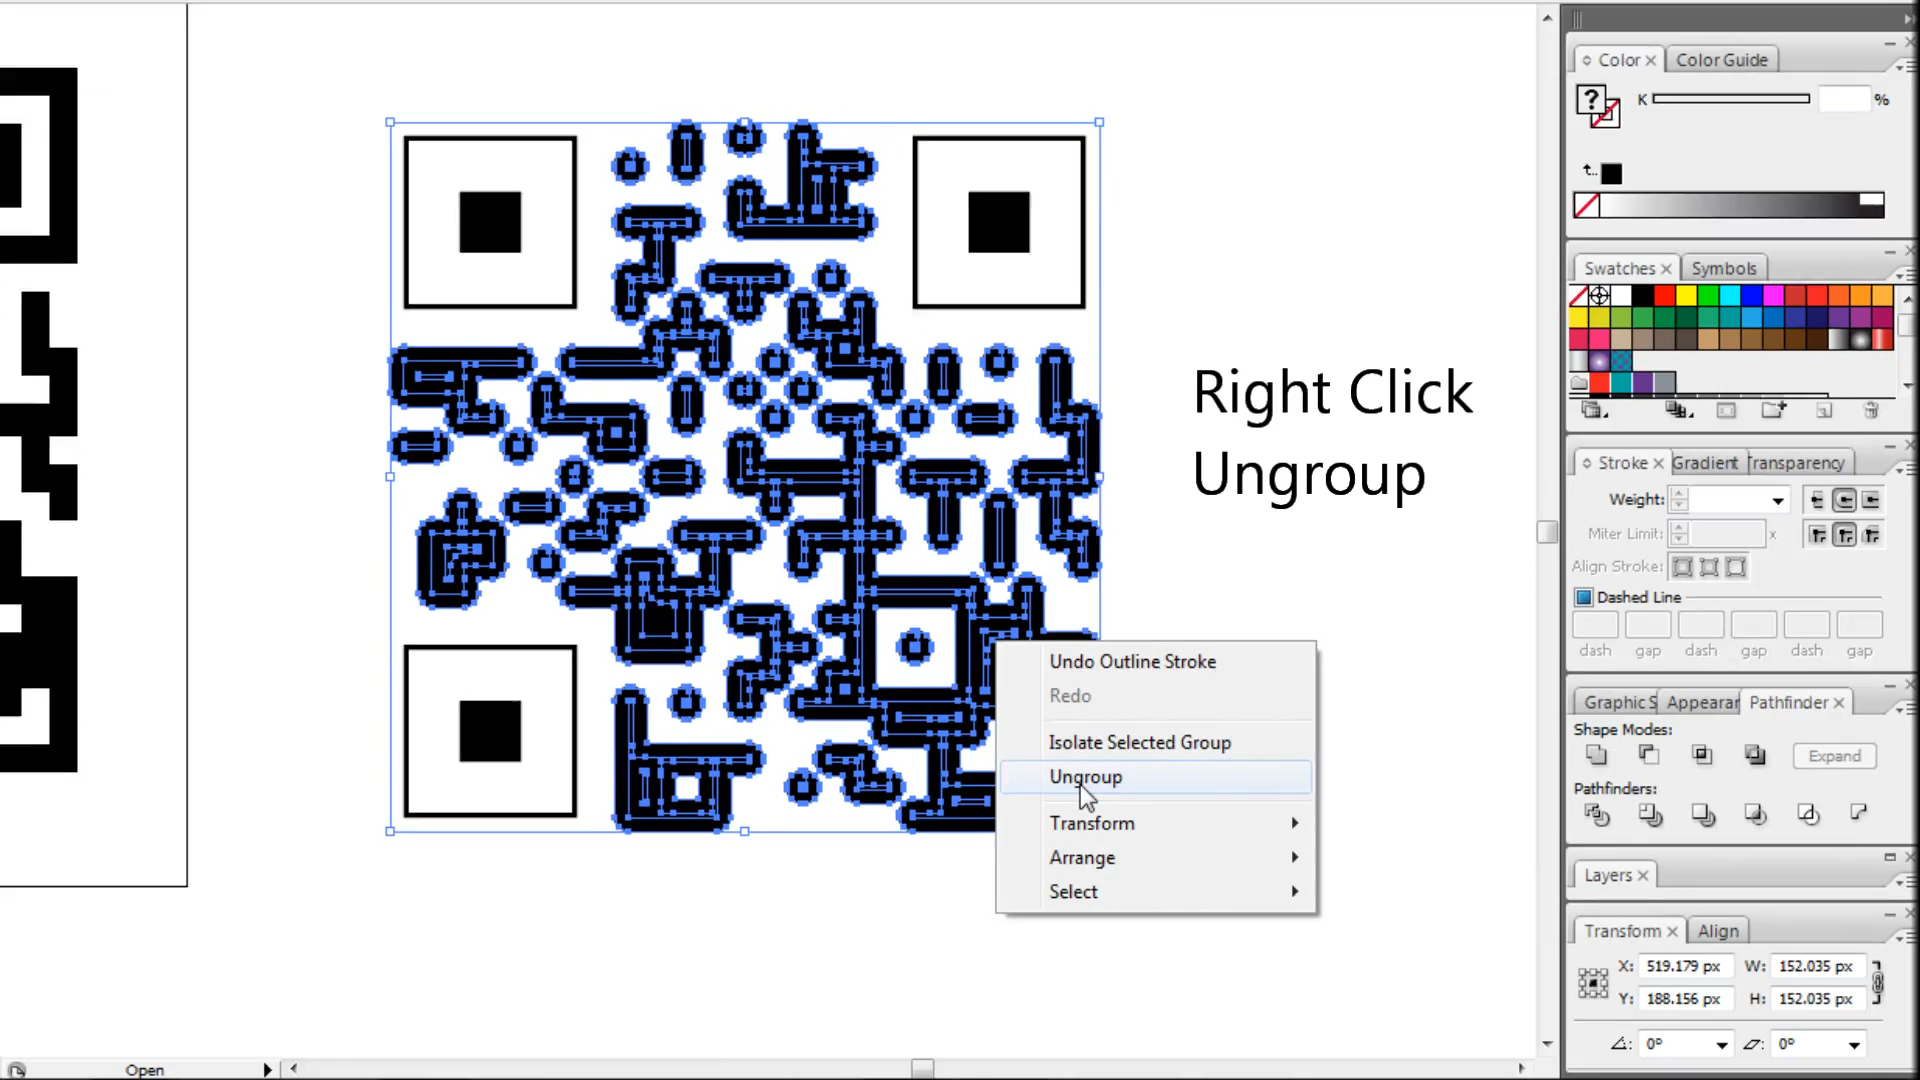 Color
Color Guide
K
%
Swatches
Symbols
Right Click
Ungroup
Stroke
Gradient
Transparency
Weight:
Miter Limit:
x
Align Stroke:
Dashed Line
dash gap dash gap dash gap
Undo Outline Stroke
Redo
Isolate Selected Group
Ungroup
Transform
Arrange
Select
Graphic S
Appearar
Pathfinder
Shape Modes:
Expand
Pathfinders:
Layers
Transform
Align
X: 519.179 px W: 152.035 px
Y: 188.156 px H: 152.035 px
0° 0°
Open